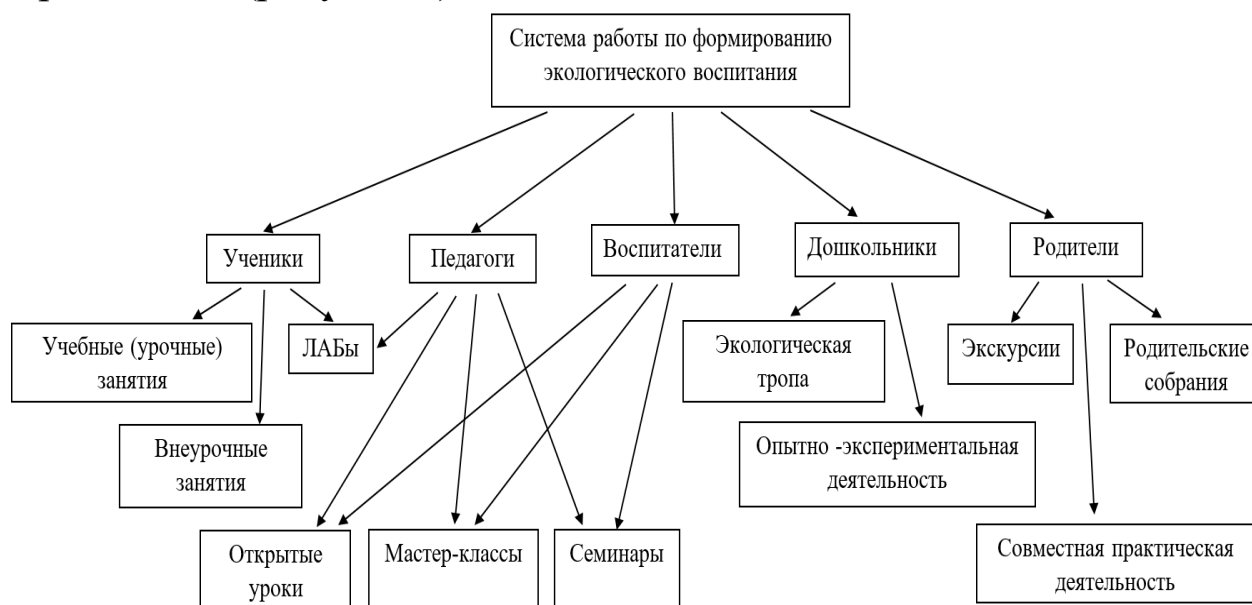 Система работы по формированию
экологического воспитания
Ученики
Педагоги
Воспитатели
Дошкольники
Родители
Учебные (урочные)
занятия
ЛАБы
Экологическая
тропа
Экскурсии
Родительские
собрания
Внеурочные
занятия
Опытно -экспериментальная
деятельность
Открытые
уроки
Мастер-классы
Семинары
Совместная практическая
деятельность